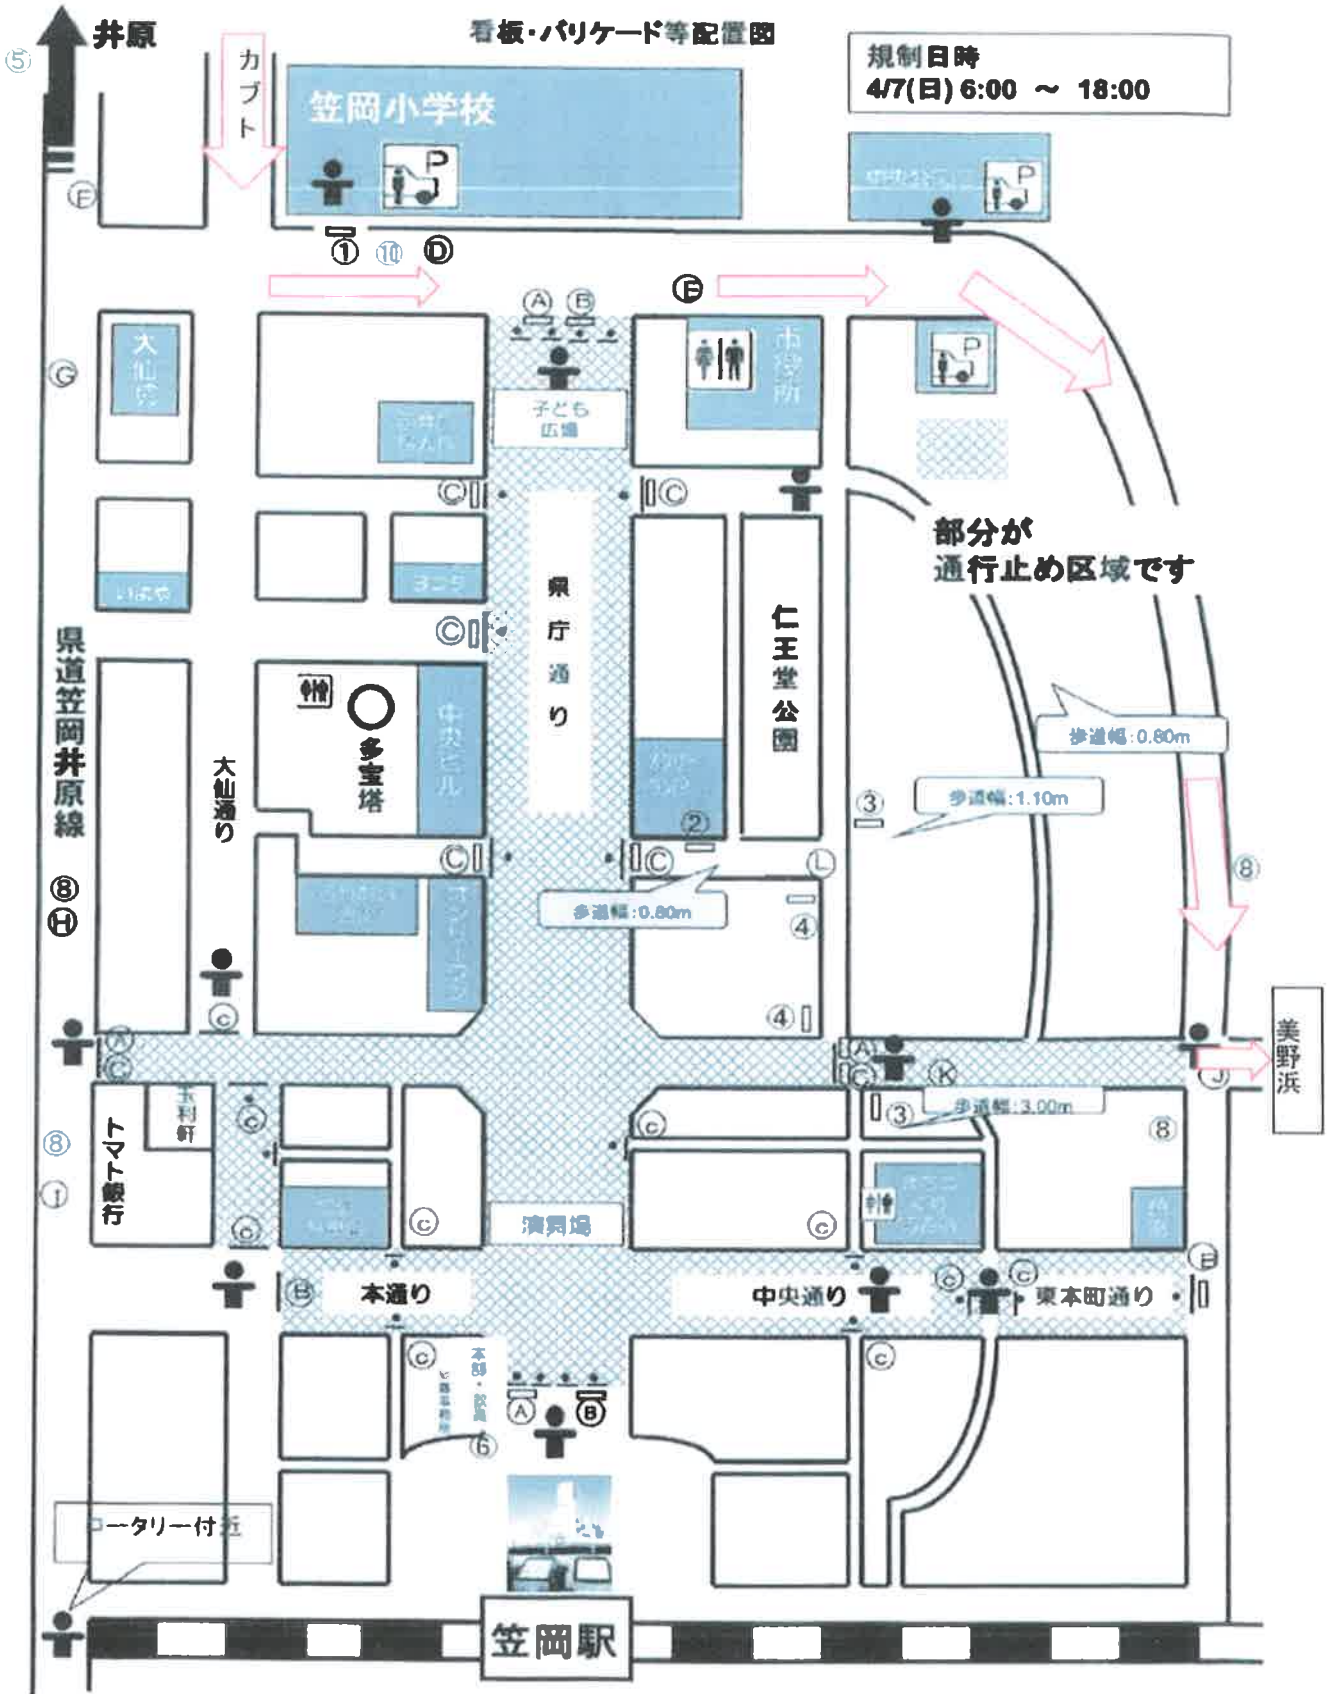 看板・バリケード等配置図
井原
⑤
カブト
規制日時
4/7(日) 6:00 ～ 18:00
笠岡小学校
P
P
E
① ⑩ D
E
A B
大仙院
G
子ども
広場
市役所
P
C
C
部分が
通行止め区域です
C
県庁通り
仁王堂公園
県道笠岡井原線
多宝塔
中央ビル
大仙通り
歩道幅:0.80m
歩道幅:1.10m
③
②
C
C
L
⑧
⑧
H
歩道幅:0.80m
④
④
c
A
C
A
C
K
J
美野浜
玉利軒
c
c
③
歩道幅:3.00m
⑧
⑧
トマト銀行
I
c
c
演舞場
c
B
B
本通り
中央通り
c
c
東本町通り
c
c
本部・
⑥
A
B
ロータリー付近
笠岡駅